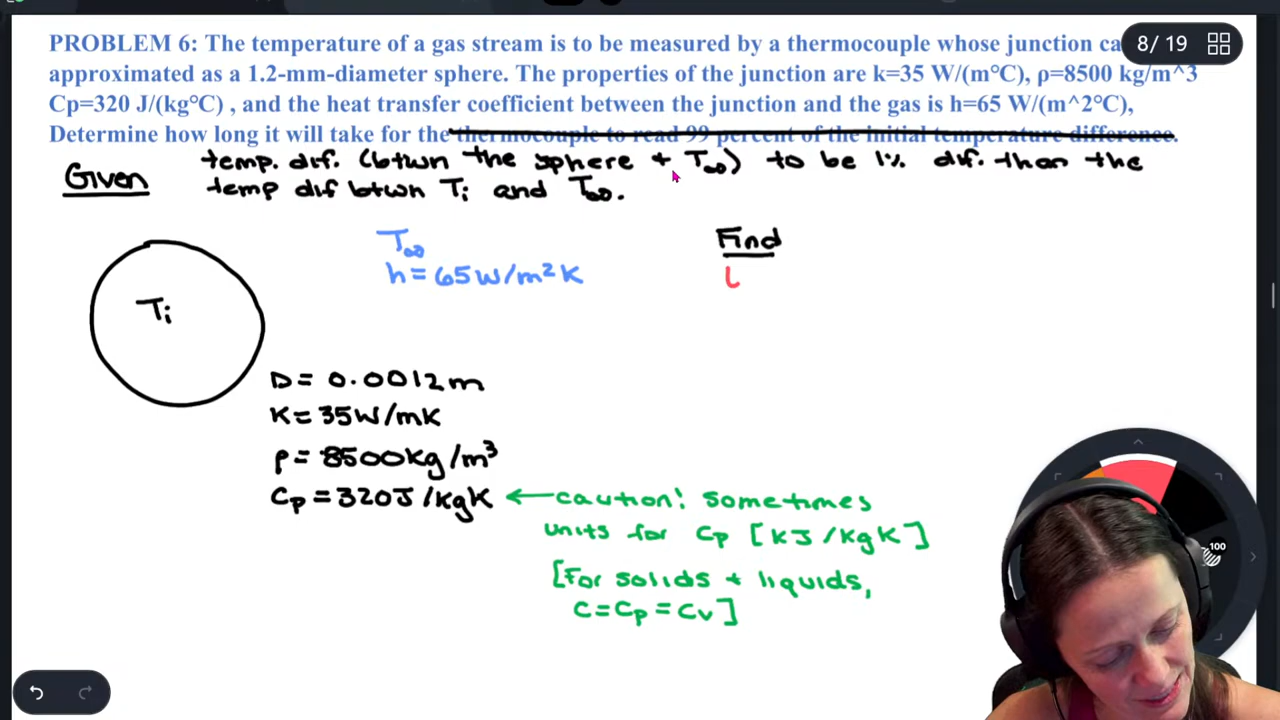 PROBLEM 6: The temperature of a gas stream is to be measured by a thermocouple whose junction ca
8/19
approximated as a 1.2-mm-diameter sphere. The properties of the junction are k=35 W/(m°C), ρ=8500 kg/m^3
Cp=320 J/(kg°C) , and the heat transfer coefficient between the junction and the gas is h=65 W/(m^2°C),
Determine how long it will take for the thermocouple to read 99 percent of the initial temperature difference.
temp. dif. (btwn the sphere + T∞) to be 1% dif. than the
temp dif btwn Ti and T∞.
Given
T∞
h = 65W/m²K
Find
Ti
D = 0.0012m
K = 35W/mK
ρ = 8500kg/m³
Cp = 320J/kgK ← caution! sometimes
units for Cp [kJ/kgK]
[For solids + liquids,
C = Cp = Cv]
100